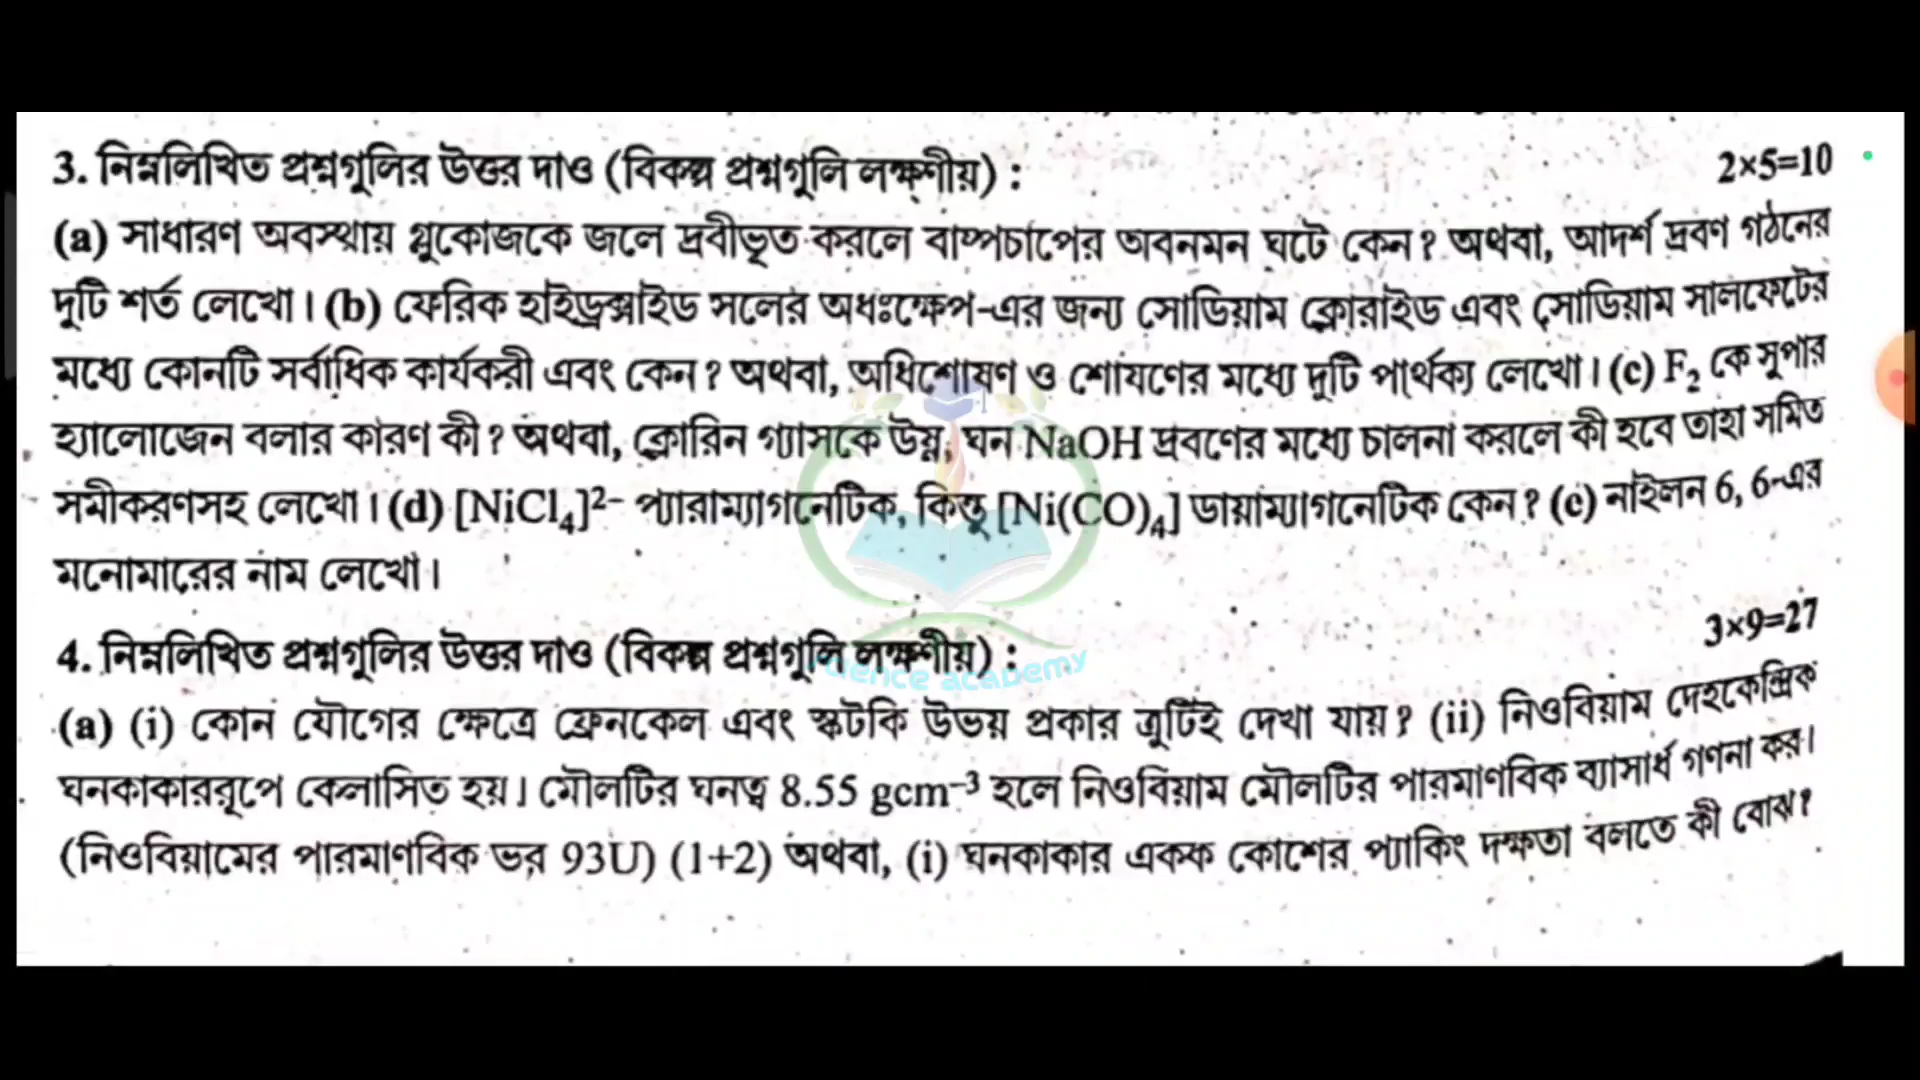 3. নিম্নলিখিত প্রশ্নগুলির উত্তর দাও (বিকল্প প্রশ্নগুলি লক্ষণীয়) : 2×5=10
(a) সাধারণ অবস্থায় গ্লুকোজকে জলে দ্রবীভূত করলে বাষ্পচাপের অবনমন ঘটে কেন? অথবা, আদর্শ দ্রবণ গঠনের
দুটি শর্ত লেখো। (b) ফেরিক হাইড্রক্সাইড সলের অধঃক্ষেপ-এর জন্য সোডিয়াম ক্লোরাইড এবং সোডিয়াম সালফেটের
মধ্যে কোনটি সর্বাধিক কার্যকরী এবং কেন? অথবা, অধিশোষণ ও শোষণের মধ্যে দুটি পার্থক্য লেখো। (c) F₂ কে সুপার
হ্যালোজেন বলার কারণ কী? অথবা, ক্লোরিন গ্যাসকে উষ্ণ, ঘন NaOH দ্রবণের মধ্যে চালনা করলে কী হবে তাহা সমিত
সমীকরণসহ লেখো। (d) [NiCl₄]²⁻ প্যারাম্যাগনেটিক, কিন্তু [Ni(CO)₄] ডায়াম্যাগনেটিক কেন? (e) নাইলন 6, 6-এর
মনোমারের নাম লেখো।
4. নিম্নলিখিত প্রশ্নগুলির উত্তর দাও (বিকল্প প্রশ্নগুলি লক্ষণীয়) : 3×9=27
science academy
(a) (i) কোন যৌগের ক্ষেত্রে ফ্রেনকেল এবং স্কটকি উভয় প্রকার ত্রুটিই দেখা যায়? (ii) নিওবিয়াম দেহকেন্দ্রিক
ঘনকাকাররূপে কেলাসিত হয়। মৌলটির ঘনত্ব 8.55 gcm⁻³ হলে নিওবিয়াম মৌলটির পারমাণবিক ব্যাসার্ধ গণনা কর।
(নিওবিয়ামের পারমাণবিক ভর 93U) (1+2) অথবা, (i) ঘনকাকার একক কোশের প্যাকিং দক্ষতা বলতে কী বোঝ?